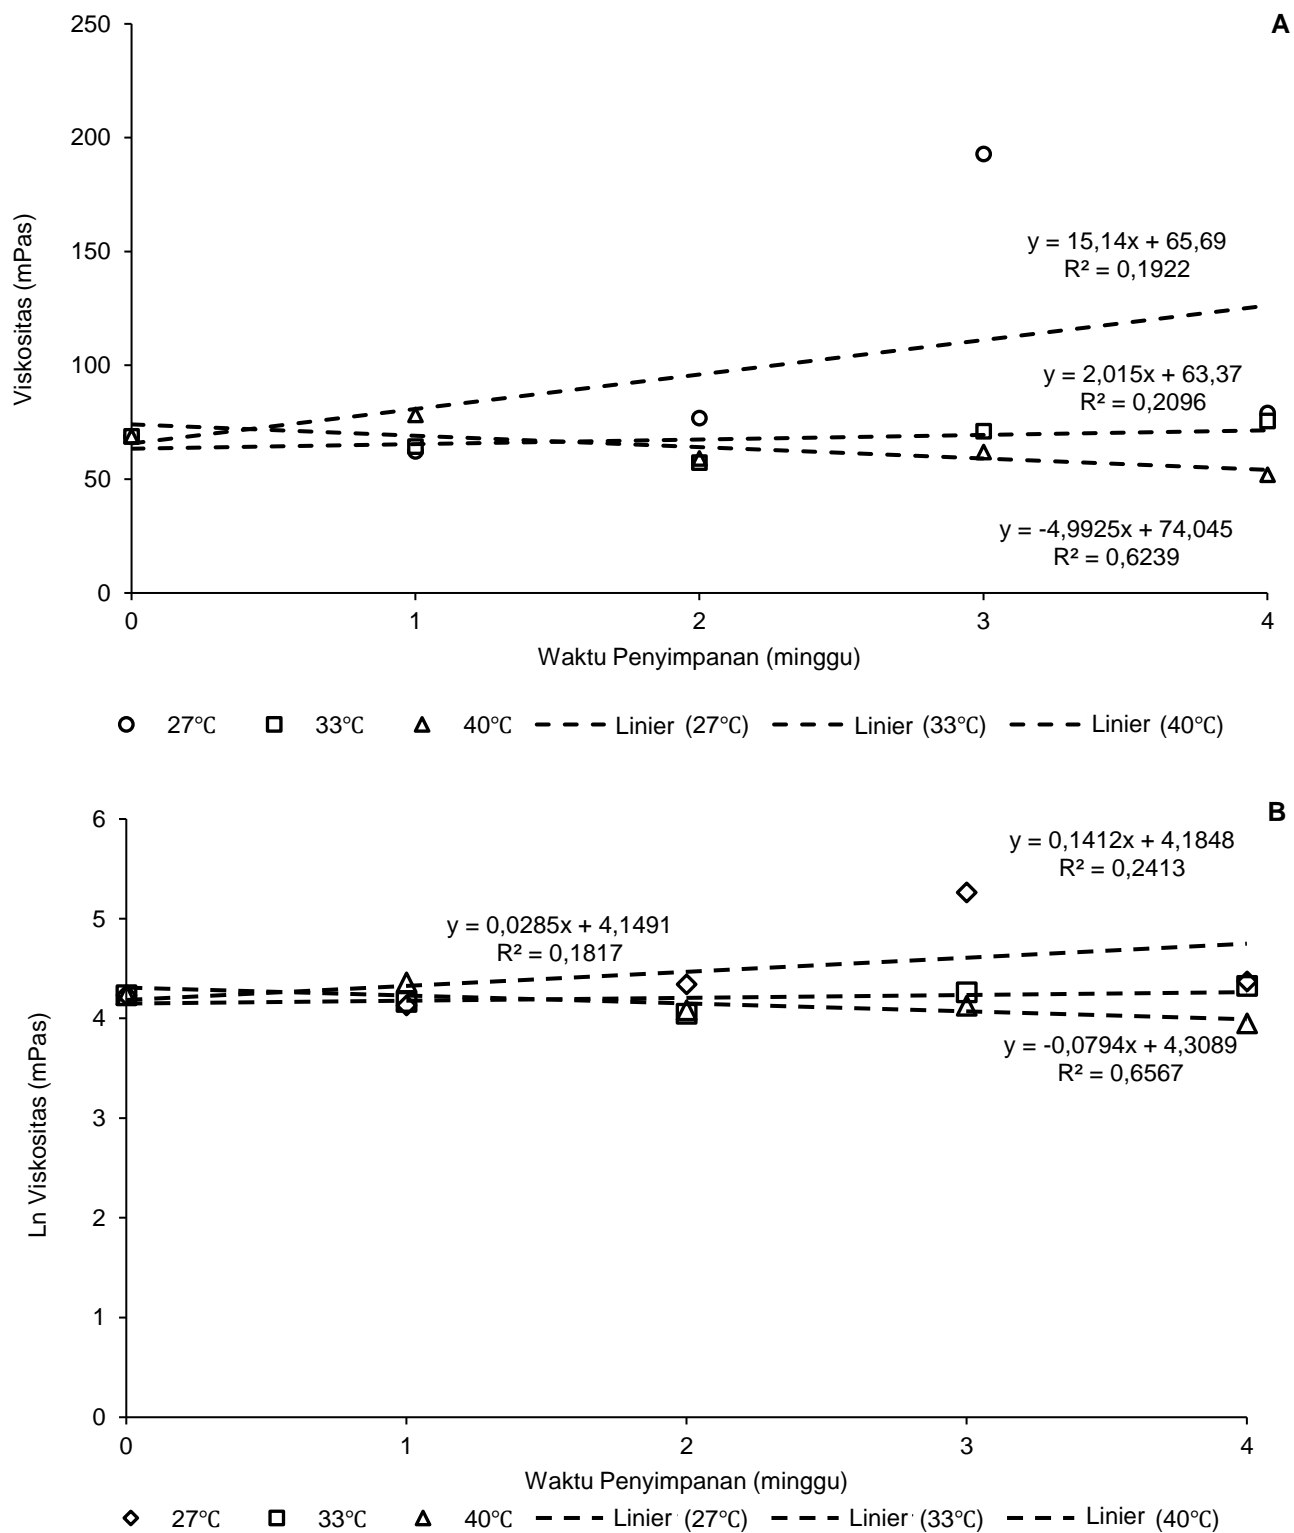 A
250
200
150
100
50
0
Viskositas (mPas)
y = 15,14x + 65,69
R² = 0,1922
y = 2,015x + 63,37
R² = 0,2096
y = -4,9925x + 74,045
R² = 0,6239
0 1 2 3 4
Waktu Penyimpanan (minggu)
27℃ 33℃ 40℃ Linier (27℃) Linier (33℃) Linier (40℃)
B
6
5
4
3
2
1
0
Ln Viskositas (mPas)
y = 0,1412x + 4,1848
R² = 0,2413
y = 0,0285x + 4,1491
R² = 0,1817
y = -0,0794x + 4,3089
R² = 0,6567
0 1 2 3 4
Waktu Penyimpanan (minggu)
27℃ 33℃ 40℃ Linier (27℃) Linier (33℃) Linier (40℃)